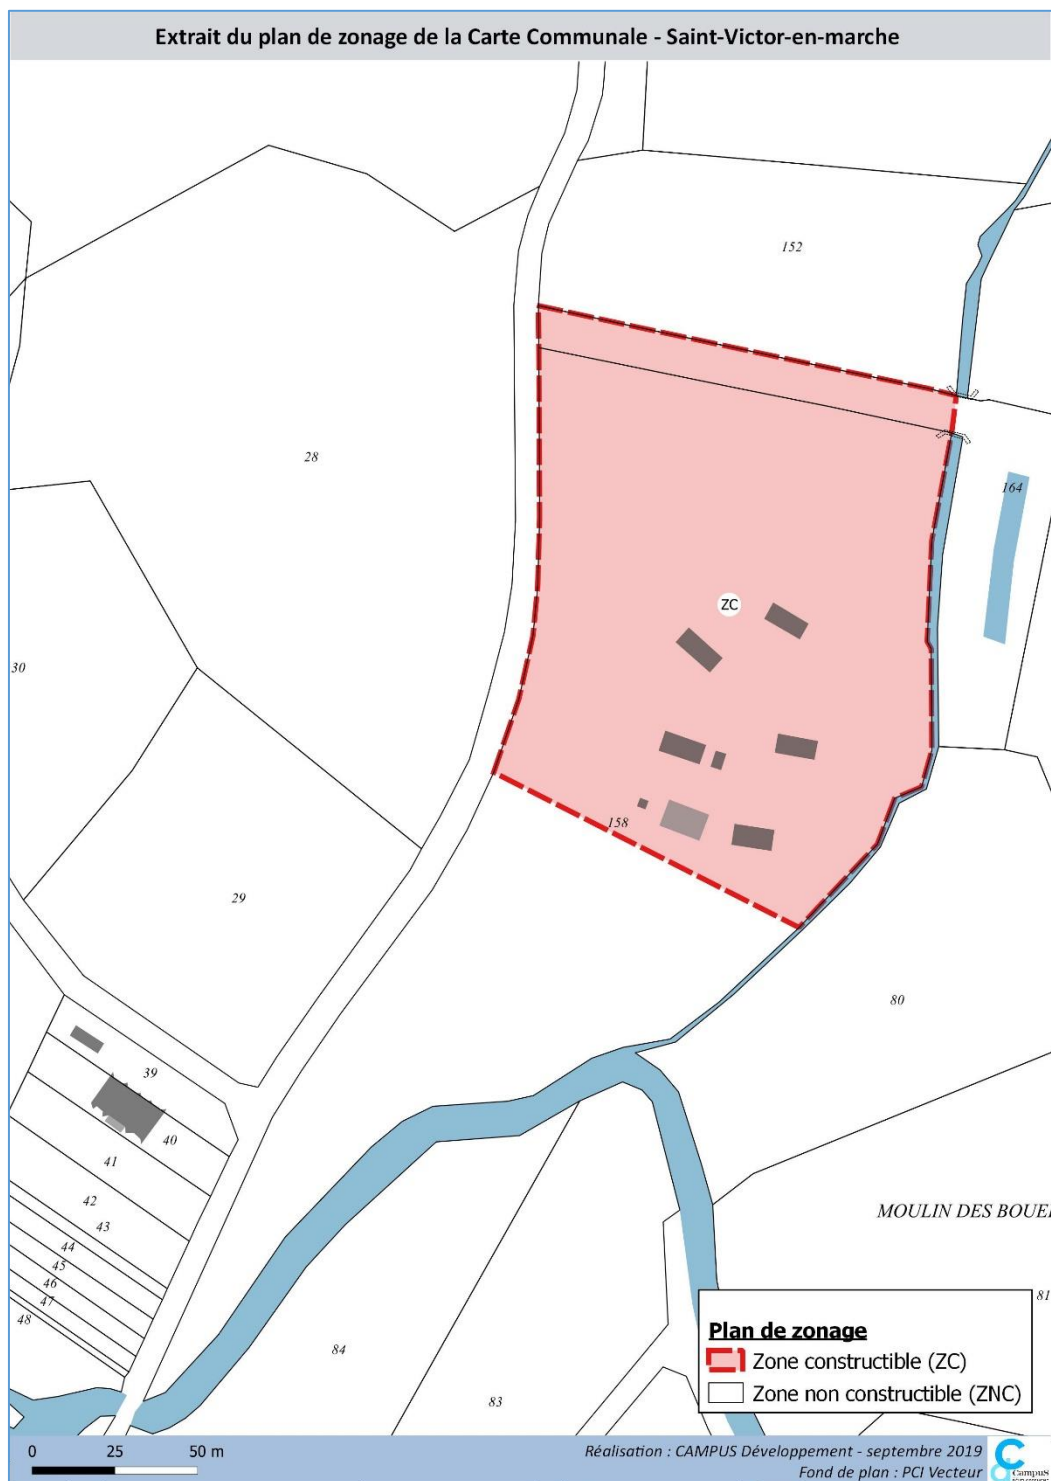 Extrait du plan de zonage de la Carte Communale - Saint-Victor-en-marche
152
28
164
ZC
30
158
29
80
39
40
41
42
43
44
45
46
47
48
MOULIN DES BOUEI
81
84
83
Plan de zonage
Zone constructible (ZC)
Zone non constructible (ZNC)
0 25 50 m
Réalisation : CAMPUS Développement - septembre 2019
Fond de plan : PCI Vecteur
Campus